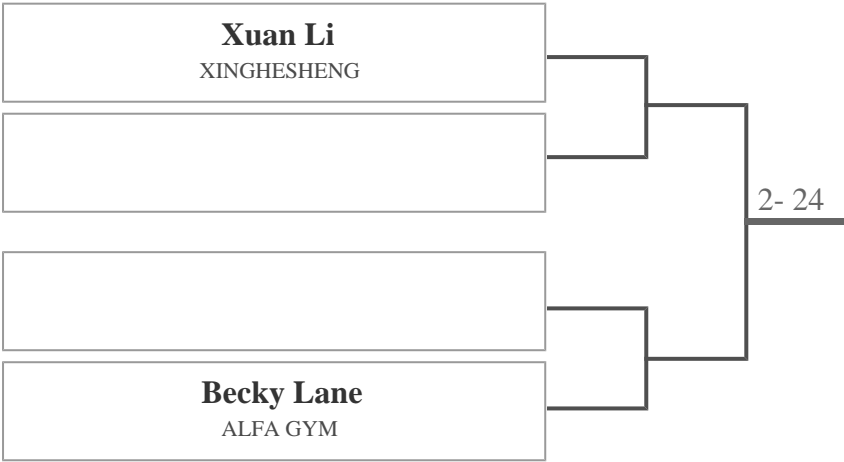 Xuan Li
XINGHESHENG
2- 24
Becky Lane
ALFA GYM